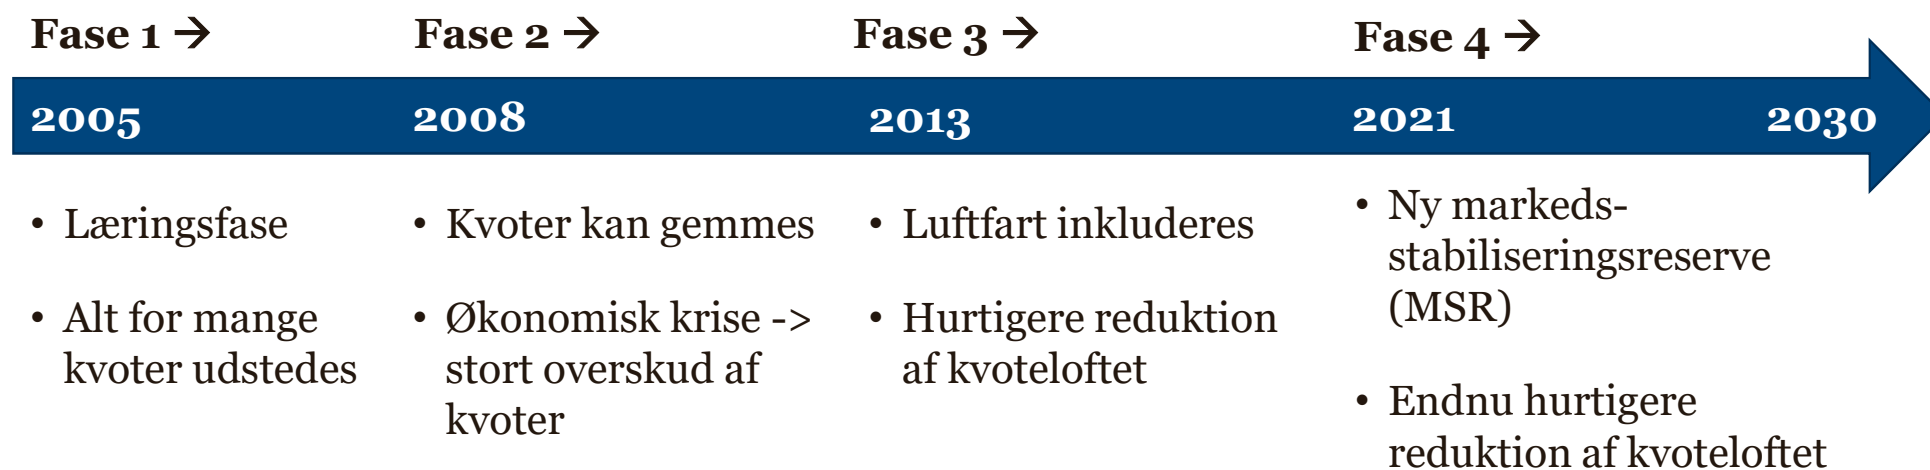 Fase 1 → Fase 2 → Fase 3 → Fase 4 →
2005 2008 2013 2021 2030
• Læringsfase
• Alt for mange
kvoter udstedes
• Kvoter kan gemmes
• Økonomisk krise ->
stort overskud af
kvoter
• Luftfart inkluderes
• Hurtigere reduktion
af kvoteloftet
• Ny markeds-
stabiliseringsreserve
(MSR)
• Endnu hurtigere
reduktion af kvoteloftet